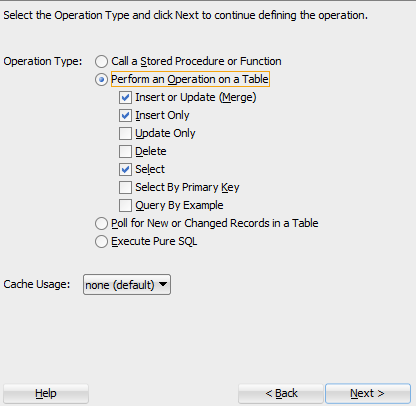 Select the Operation Type and click Next to continue defining the operation.
Operation Type: Call a Stored Procedure or Function
Perform an Operation on a Table
Insert or Update (Merge)
Insert Only
Update Only
Delete
Select
Select By Primary Key
Query By Example
Poll for New or Changed Records in a Table
Execute Pure SQL
Cache Usage: none (default)
Help < Back Next >